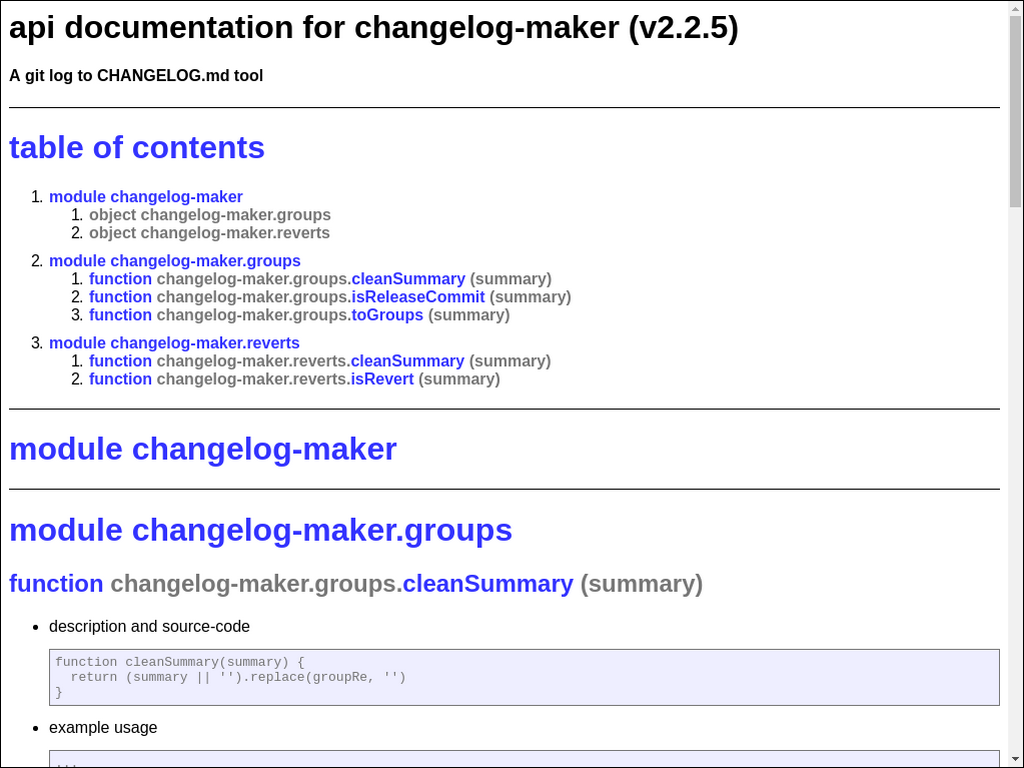 api documentation for changelog-maker (v2.2.5)
A git log to CHANGELOG.md tool
table of contents
1. module changelog-maker
1. object changelog-maker.groups
2. object changelog-maker.reverts
2. module changelog-maker.groups
1. function changelog-maker.groups.cleanSummary (summary)
2. function changelog-maker.groups.isReleaseCommit (summary)
3. function changelog-maker.groups.toGroups (summary)
3. module changelog-maker.reverts
1. function changelog-maker.reverts.cleanSummary (summary)
2. function changelog-maker.reverts.isRevert (summary)
module changelog-maker
module changelog-maker.groups
function changelog-maker.groups.cleanSummary (summary)
• description and source-code
function cleanSummary(summary) {
  return (summary || '').replace(groupRe, '')
}
• example usage
...